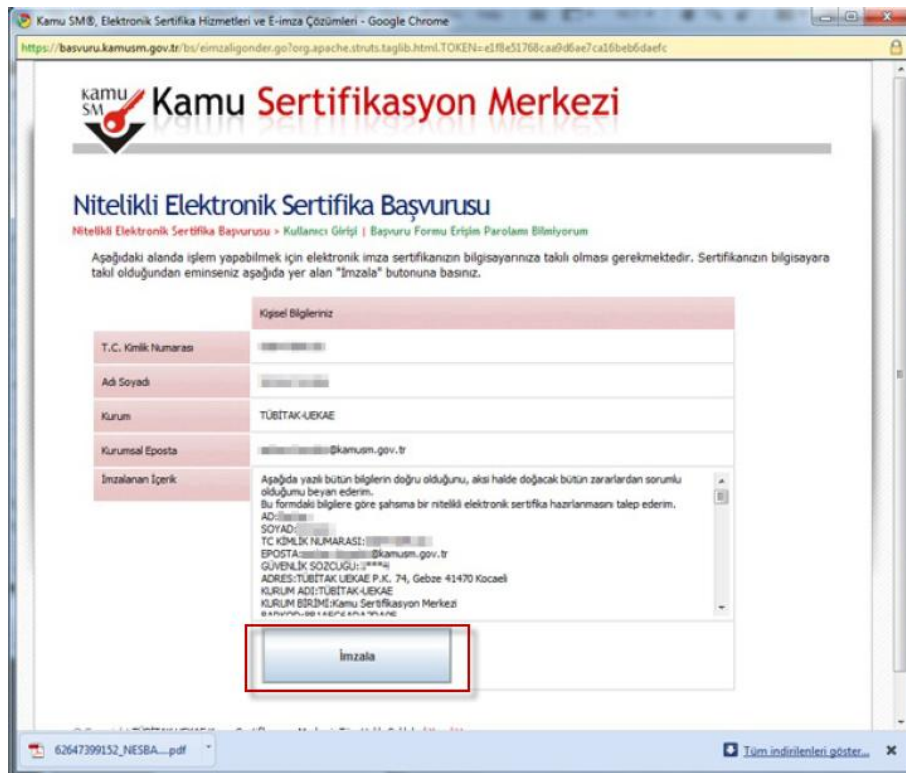 Kamu SM®, Elektronik Sertifika Hizmetleri ve E-imza Çözümleri - Google Chrome
https://basvuru.kamusm.gov.tr/bs/eimzaligonder.go?org.apache.struts.taglib.html.TOKEN=e1f8e51768caa9d6ae7ca16beb6daefc
Kamu SM Kamu Sertifikasyon Merkezi
Nitelikli Elektronik Sertifika Başvurusu
Nitelikli Elektronik Sertifika Başvurusu > Kullanıcı Girişi | Başvuru Formu Erişim Parolamı Bilmiyorum
Aşağıdaki alanda işlem yapabilmek için elektronik imza sertifikanızın bilgisayarınıza takılı olması gerekmektedir. Sertifikanızın bilgisayara
takıl olduğundan eminseniz aşağıda yer alan "İmzala" butonuna basınız.
Kişisel Bilgileriniz
T.C. Kimlik Numarası
Adı Soyadı
Kurum TÜBİTAK-UEKAE
Kurumsal Eposta @kamusm.gov.tr
İmzalanan İçerik
Aşağıda yazılı bütün bilgilerin doğru olduğunu, aksi halde doğacak bütün zararlardan sorumlu
olduğumu beyan ederim.
Bu formdaki bilgilere göre şahsıma bir nitelikli elektronik sertifika hazırlanmasını talep ederim.
AD:
SOYAD:
TC KİMLİK NUMARASI:
EPOSTA: @kamusm.gov.tr
GÜVENLİK SÖZCÜĞÜ:
ADRES:TÜBİTAK UEKAE P.K. 74, Gebze 41470 Kocaeli
KURUM ADI:TÜBİTAK-UEKAE
KURUM BİRİMİ:Kamu Sertifikasyon Merkezi
İmzala
62647399152_NESBA....pdf
Tüm indirilenleri göster...